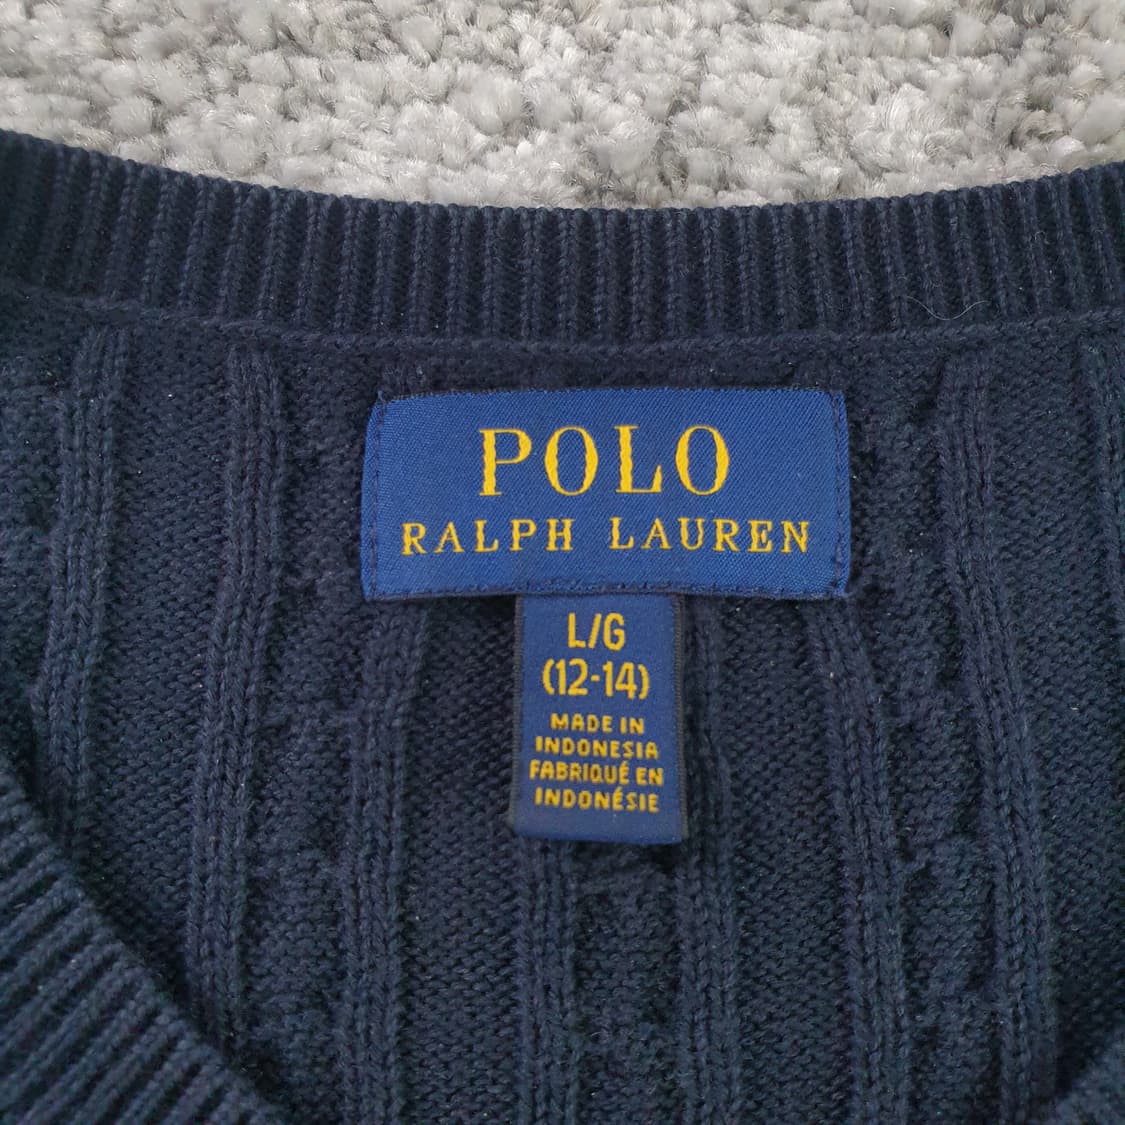 POLO
RALPH LAUREN
L/G
(12-14)
MADE IN
INDONESIA
FABRIQUÉ EN
INDONÉSIE